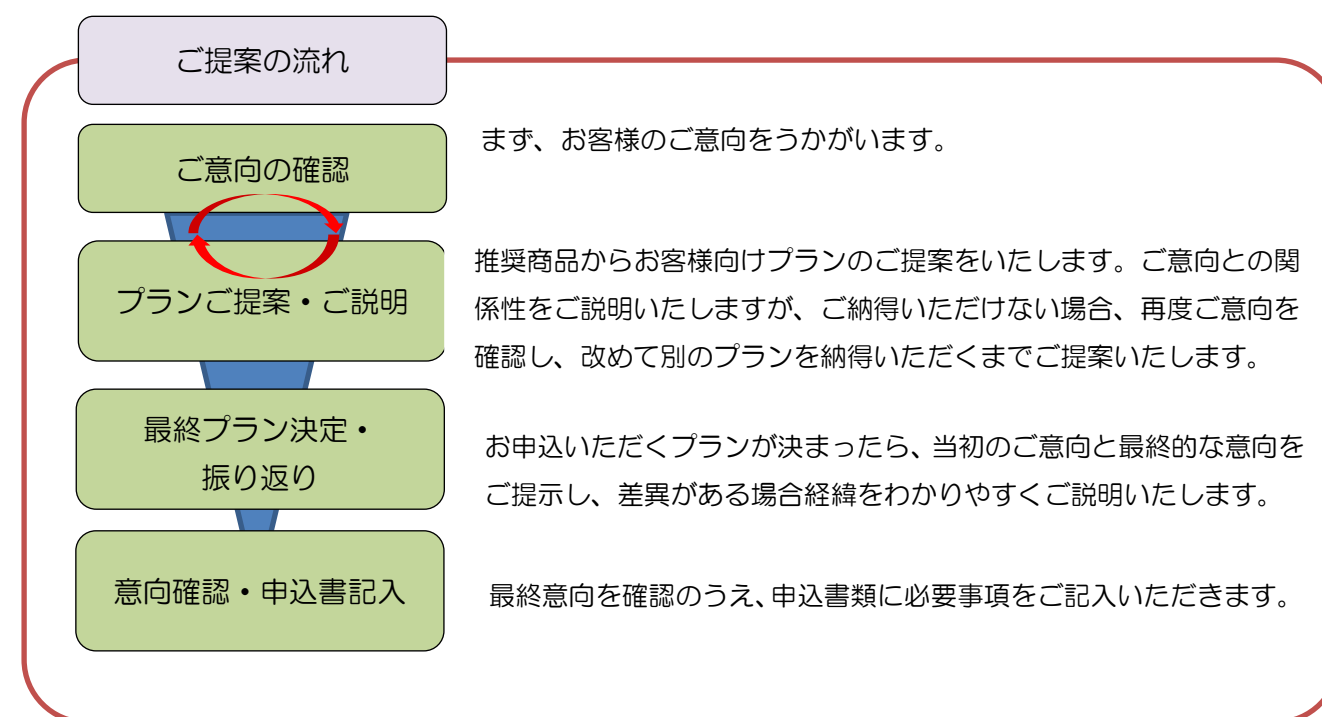 ご提案の流れ
ご意向の確認
まず、お客様のご意向をうかがいます。
プランご提案・ご説明
推奨商品からお客様向けプランのご提案をいたします。ご意向との関
係性をご説明いたしますが、ご納得いただけない場合、再度ご意向を
確認し、改めて別のプランを納得いただくまでご提案いたします。
最終プラン決定・
振り返り
お申込いただくプランが決まったら、当初のご意向と最終的な意向を
ご提示し、差異がある場合経緯をわかりやすくご説明いたします。
意向確認・申込書記入
最終意向を確認のうえ、申込書類に必要事項をご記入いただきます。